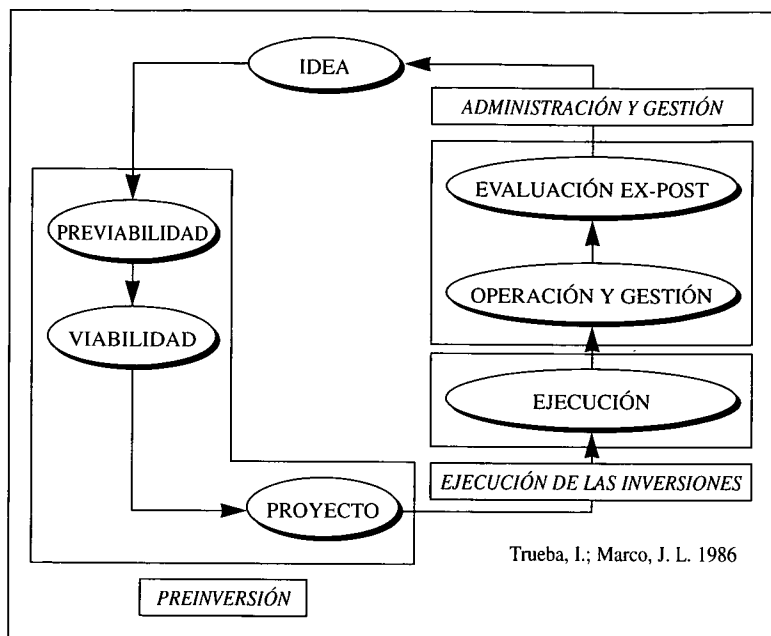 IDEA
ADMINISTRACIÓN Y GESTIÓN
EVALUACIÓN EX-POST
PREVIABILIDAD
OPERACIÓN Y GESTIÓN
VIABILIDAD
EJECUCIÓN
EJECUCIÓN DE LAS INVERSIONES
PROYECTO
Trueba, I.; Marco, J. L. 1986
PREINVERSIÓN